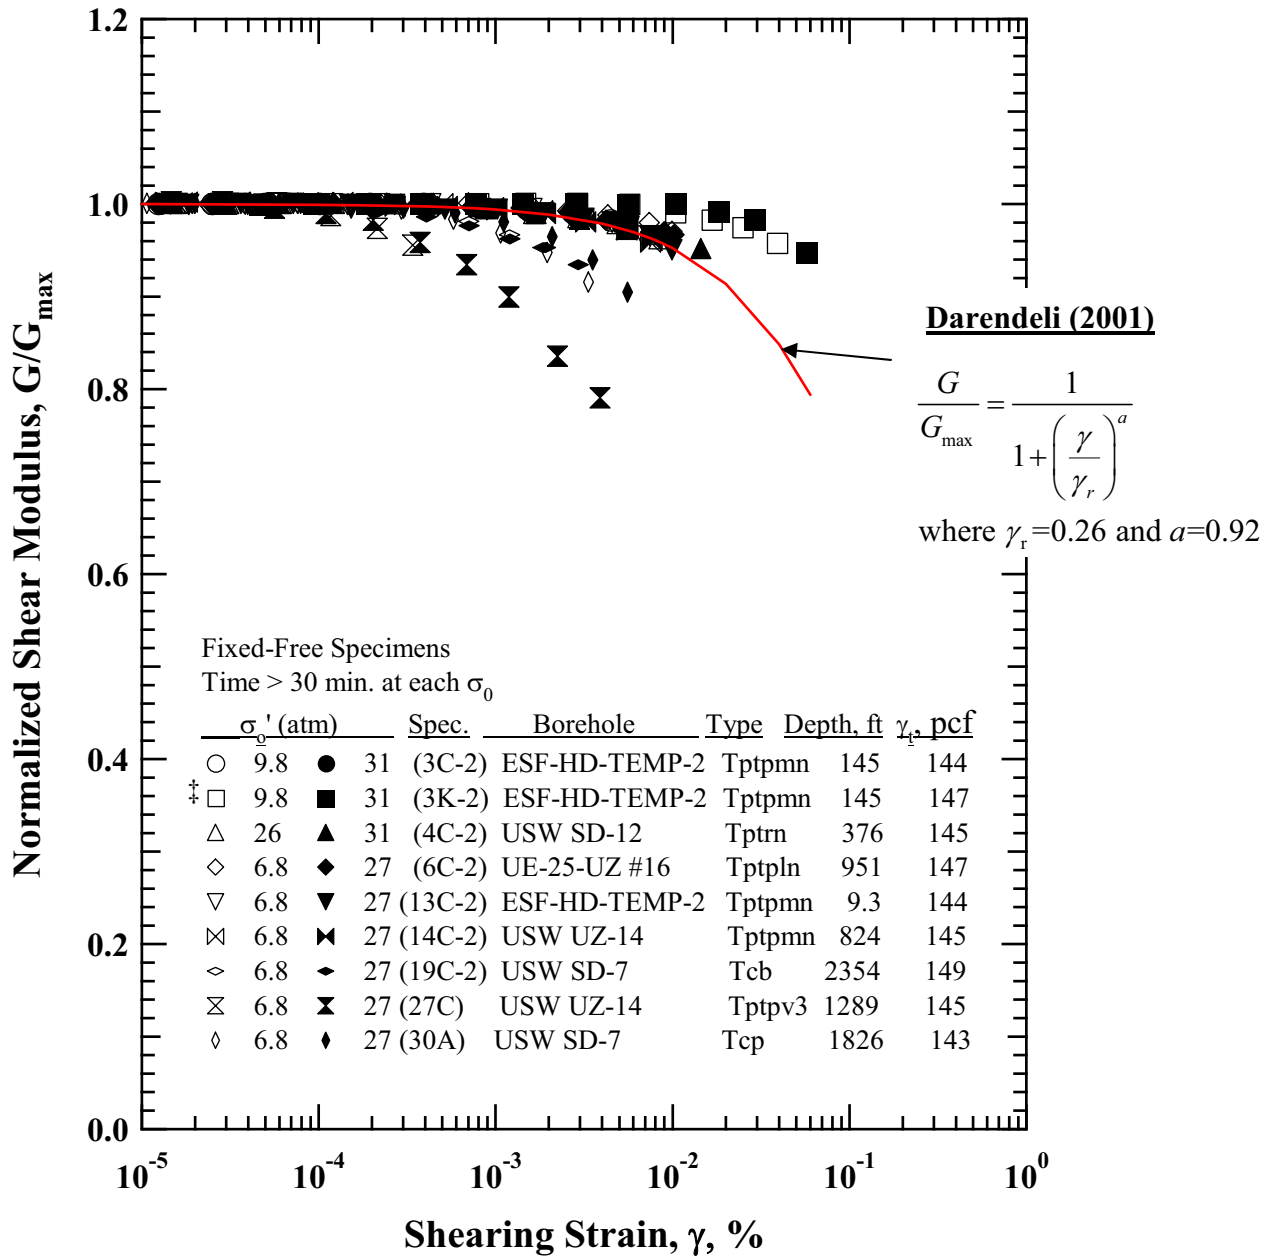 1.2
1.0
0.8
0.6
0.4
0.2
0.0
Normalized Shear Modulus, G/Gmax
Darendeli (2001)
G/Gmax = 1/(1+(γ/γr)^a)
where γr=0.26 and a=0.92
Fixed-Free Specimens
Time > 30 min. at each σ0
σo' (atm) Spec. Borehole Type Depth, ft γt, pcf
○ 9.8 ● 31 (3C-2) ESF-HD-TEMP-2 Tptpmn 145 144
‡ □ 9.8 ■ 31 (3K-2) ESF-HD-TEMP-2 Tptpmn 145 147
△ 26 ▲ 31 (4C-2) USW SD-12 Tptrn 376 145
◇ 6.8 ◆ 27 (6C-2) UE-25-UZ #16 Tptpln 951 147
▽ 6.8 ▼ 27 (13C-2) ESF-HD-TEMP-2 Tptpmn 9.3 144
6.8 27 (14C-2) USW UZ-14 Tptpmn 824 145
6.8 27 (19C-2) USW SD-7 Tcb 2354 149
6.8 27 (27C) USW UZ-14 Tptpv3 1289 145
6.8 27 (30A) USW SD-7 Tcp 1826 143
10^-5 10^-4 10^-3 10^-2 10^-1 10^0
Shearing Strain, γ, %